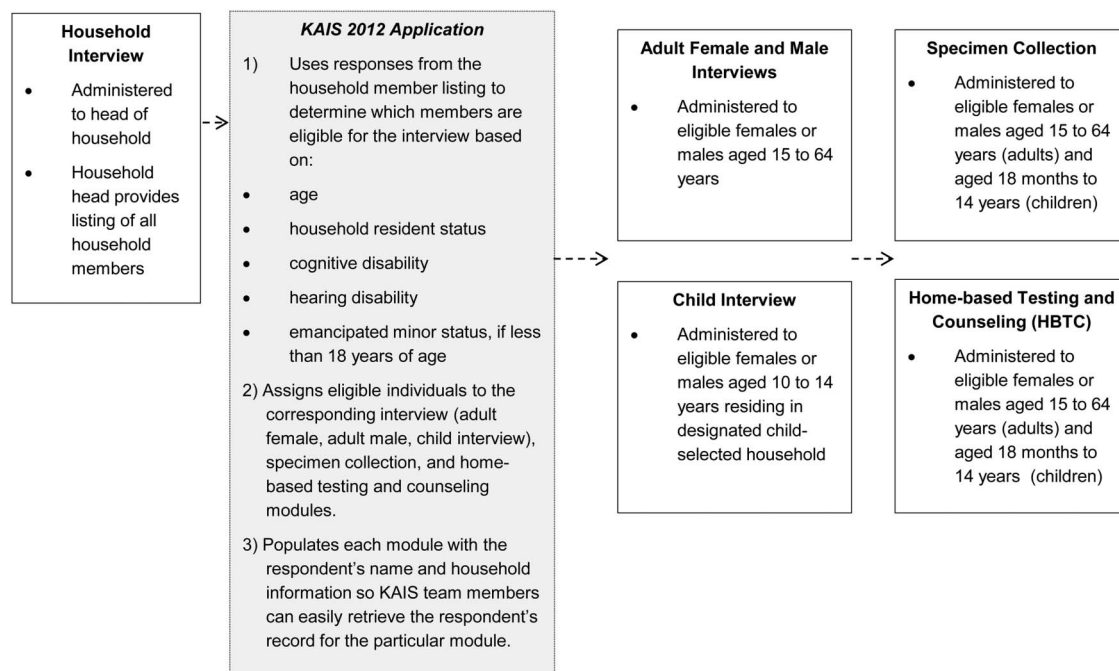 Household
Interview
• Administered
to head of
household
• Household
head provides
listing of all
household
members
KAIS 2012 Application
1) Uses responses from the
household member listing to
determine which members are
eligible for the interview based
on:
• age
• household resident status
• cognitive disability
• hearing disability
• emancipated minor status, if less
than 18 years of age
2) Assigns eligible individuals to the
corresponding interview (adult
female, adult male, child interview),
specimen collection, and home-
based testing and counseling
modules.
3) Populates each module with the
respondent’s name and household
information so KAIS team members
can easily retrieve the respondent’s
record for the particular module.
Adult Female and Male
Interviews
• Administered to
eligible females or
males aged 15 to 64
years
Child Interview
• Administered to
eligible females or
males aged 10 to 14
years residing in
designated child-
selected household
Specimen Collection
• Administered to
eligible females or
males aged 15 to 64
years (adults) and
aged 18 months to
14 years (children)
Home-based Testing and
Counseling (HBTC)
• Administered to
eligible females or
males aged 15 to 64
years (adults) and
aged 18 months to
14 years (children)